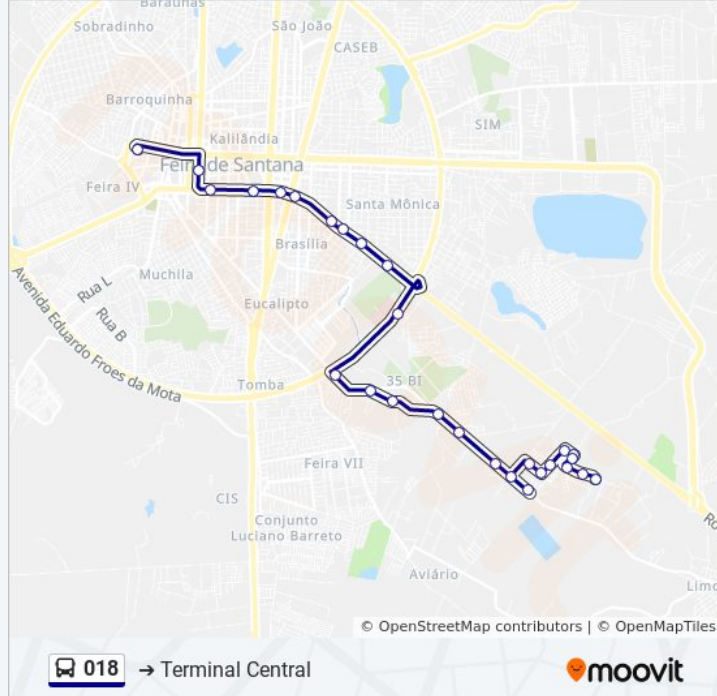 Baraúnas
Sobradinho
São João
CASEB
Barroquinha
SIM
Kalilândia
Feira de Santana
Feira IV
Santa Mônica
Brasília
Muchila
Rua L
Eucalipto
Rua B
Avenida Eduardo Froes da Mota
Tomba
35 BI
Feira VII
CIS
Conjunto
Luciano Barreto
Aviário
Ro
Limo
© OpenStreetMap contributors | © OpenMapTiles
018 → Terminal Central
moovit